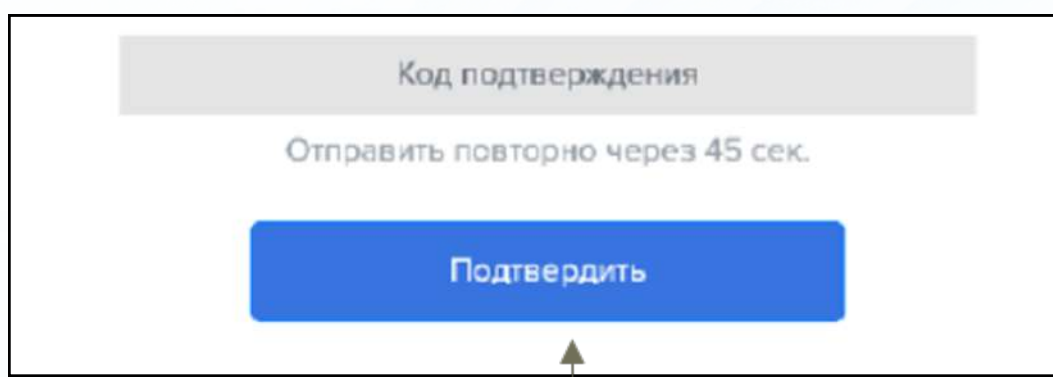 Код подтверждения
Отправить повторно через 45 сек.
Подтвердить